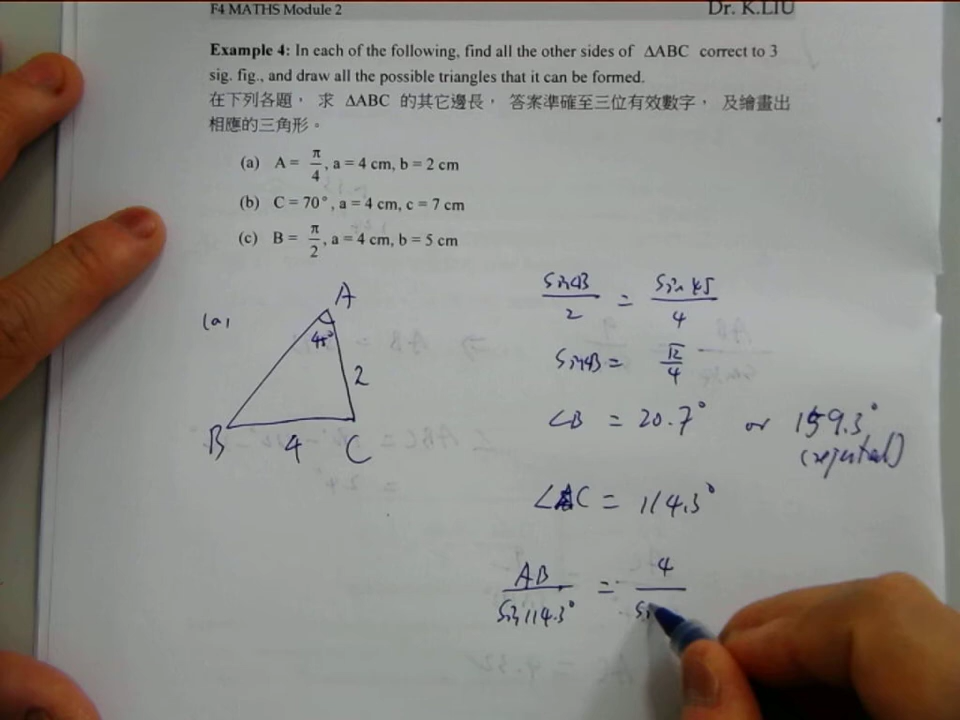 F4 MATHS Module 2
Dr. K.LIU
Example 4: In each of the following, find all the other sides of ΔABC correct to 3
sig. fig., and draw all the possible triangles that it can be formed.
在下列各題， 求 ΔABC 的其它邊長， 答案準確至三位有效數字， 及繪畫出
相應的三角形。
(a) A = π/4, a = 4 cm, b = 2 cm
(b) C = 70°, a = 4 cm, c = 7 cm
(c) B = π/2, a = 4 cm, b = 5 cm
(a)
A
45°
2
B
4
C
sin∠B/2 = sin 45/4
sin∠B = √2/4
∠B = 20.7° or 159.3°
(rejected)
∠C = 114.3°
AB/sin 114.3° = 4/si